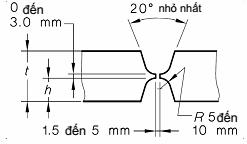 0 đến
3.0 mm
20° nhỏ nhất
t
h
R 5đến
10 mm
1.5 đến 5 mm